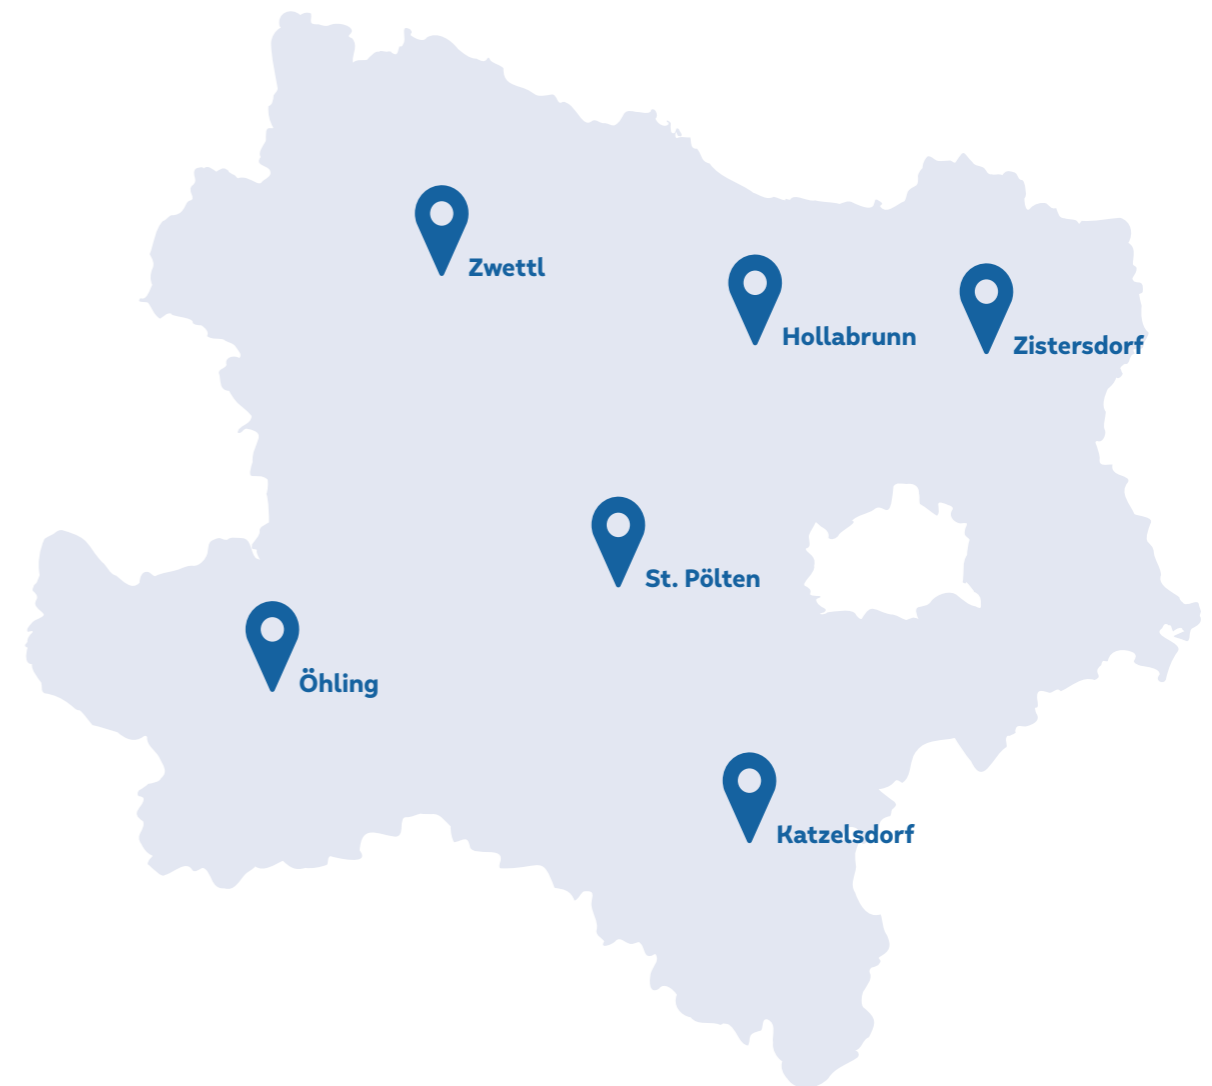 Zwettl
Hollabrunn
Zistersdorf
St. Pölten
Öhling
Katzelsdorf